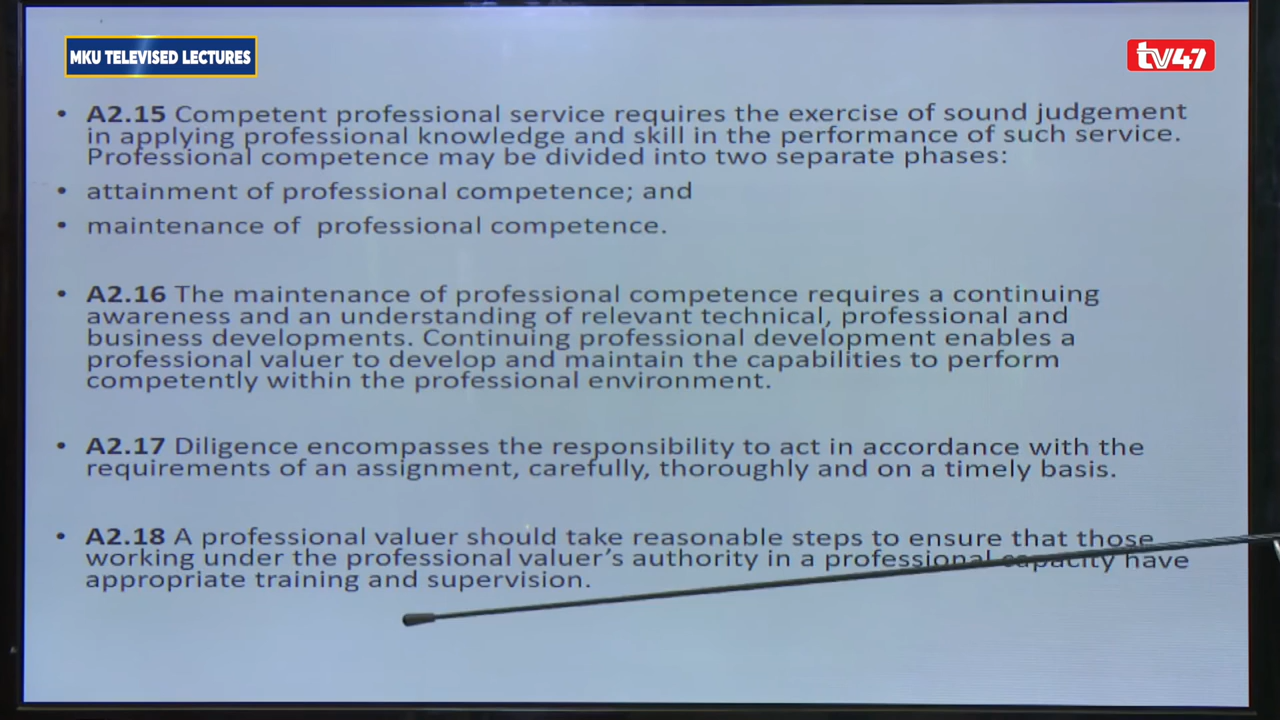 MKU TELEVISED LECTURES
tv47
• A2.15 Competent professional service requires the exercise of sound judgement
in applying professional knowledge and skill in the performance of such service.
Professional competence may be divided into two separate phases:
• attainment of professional competence; and
• maintenance of professional competence.
• A2.16 The maintenance of professional competence requires a continuing
awareness and an understanding of relevant technical, professional and
business developments. Continuing professional development enables a
professional valuer to develop and maintain the capabilities to perform
competently within the professional environment.
• A2.17 Diligence encompasses the responsibility to act in accordance with the
requirements of an assignment, carefully, thoroughly and on a timely basis.
• A2.18 A professional valuer should take reasonable steps to ensure that those
working under the professional valuer's authority in a professional capacity have
appropriate training and supervision.